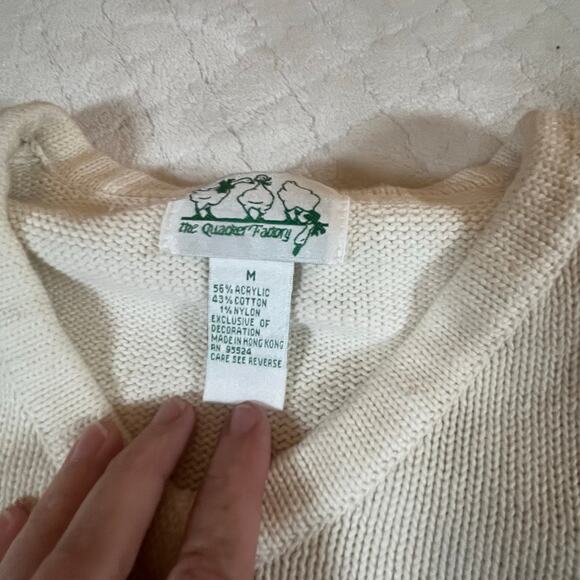 the Quacker Factory
M
56% ACRYLIC
43% COTTON
1% NYLON
EXCLUSIVE OF
DECORATION
MADE IN HONG KONG
RN 95524
CARE SEE REVERSE